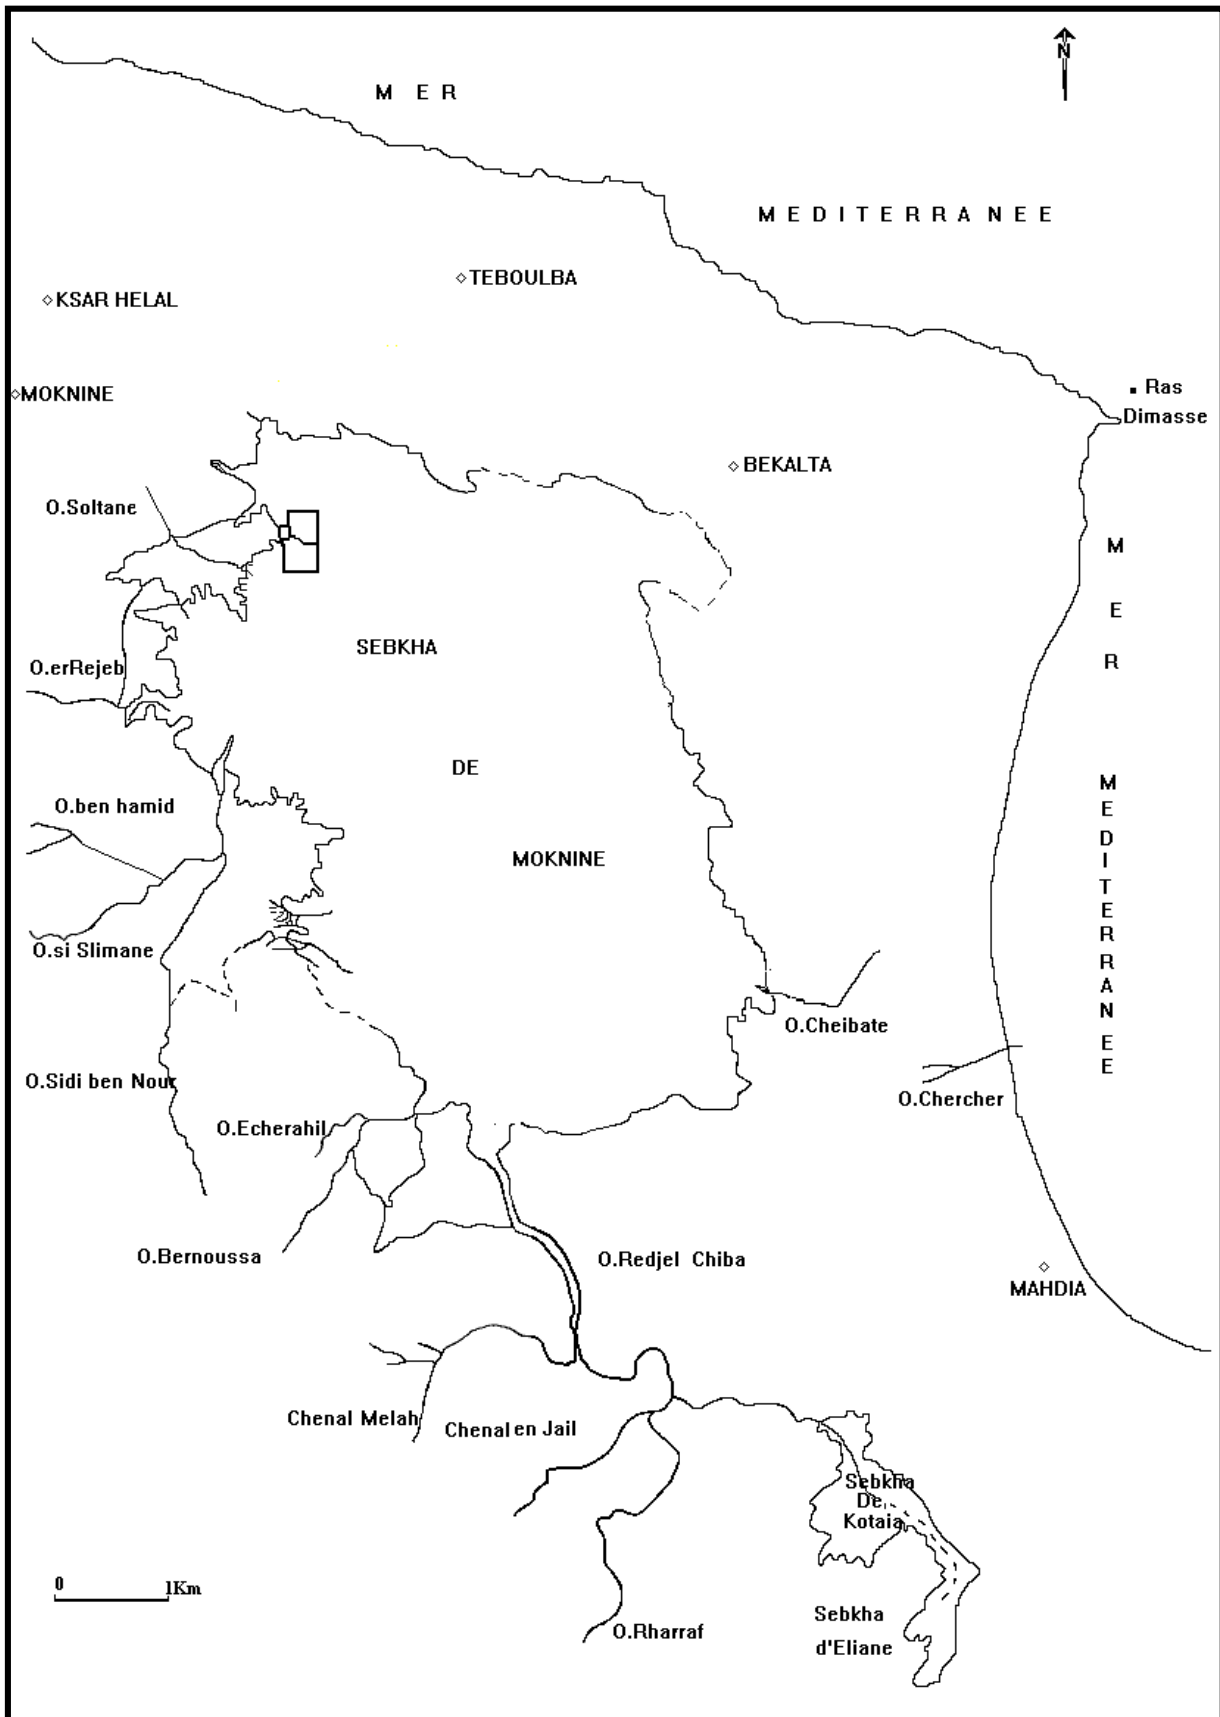 N
M E R
MEDITERRANEE
TEBOULBA
KSAR HELAL
Ras
Dimasse
MOKNINE
BEKALTA
O.Soltane
M E R
SEBKHA
O.erRejeb
DE
MEDITERRANEE
O.ben hamid
MOKNINE
O.si Slimane
O.Cheibate
O.Sidi ben Nour
O.Chercher
O.Echerahil
O.Bernoussa
O.Redjel Chiba
MAHDIA
Chenal Melah
Chenal en Jail
Sebkha
De
Kotaia
0 1Km
Sebkha
d'Eliane
O.Rharraf